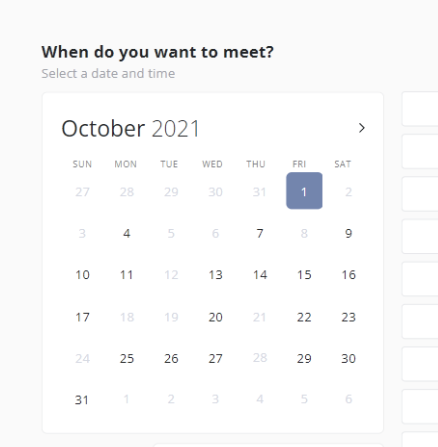 When do you want to meet?
Select a date and time
October 2021
SUN MON TUE WED THU FRI SAT
27 28 29 30 31 1 2
3 4 5 6 7 8 9
10 11 12 13 14 15 16
17 18 19 20 21 22 23
24 25 26 27 28 29 30
31 1 2 3 4 5 6